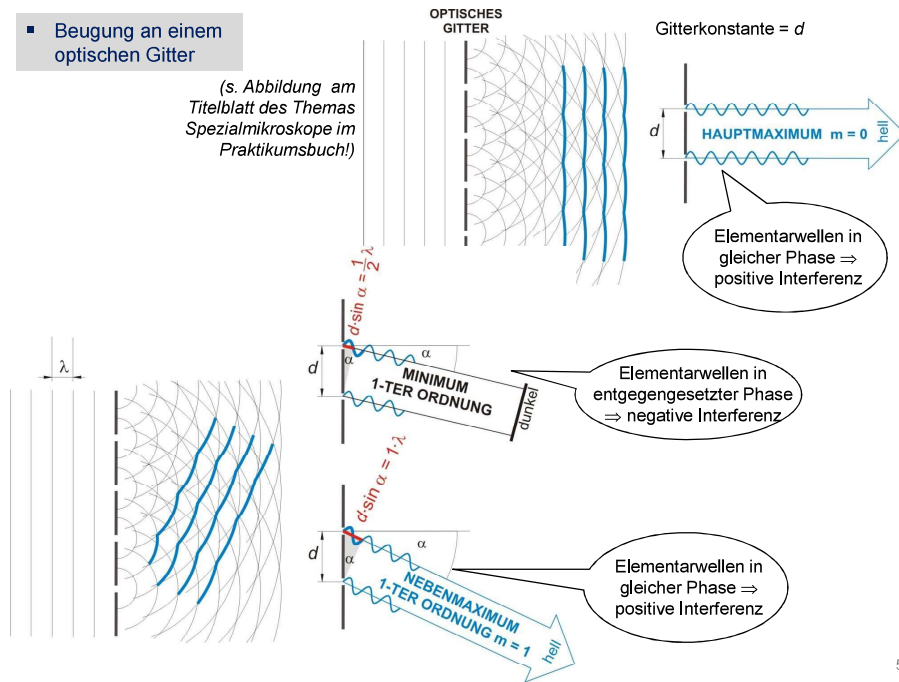 ▪ Beugung an einem
optischen Gitter
(s. Abbildung am
Titelblatt des Themas
Spezialmikroskope im
Praktikumsbuch!)
OPTISCHES
GITTER
Gitterkonstante = d
d
HAUPTMAXIMUM m = 0
hell
Elementarwellen in
gleicher Phase ⇒
positive Interferenz
λ
d·sin α = 1/2 λ
d
α
α
MINIMUM
1-TER ORDNUNG
dunkel
Elementarwellen in
entgegengesetzter Phase
⇒ negative Interferenz
d·sin α = 1·λ
d
α
α
NEBENMAXIMUM
1-TER ORDNUNG m = 1
hell
Elementarwellen in
gleicher Phase ⇒
positive Interferenz
5